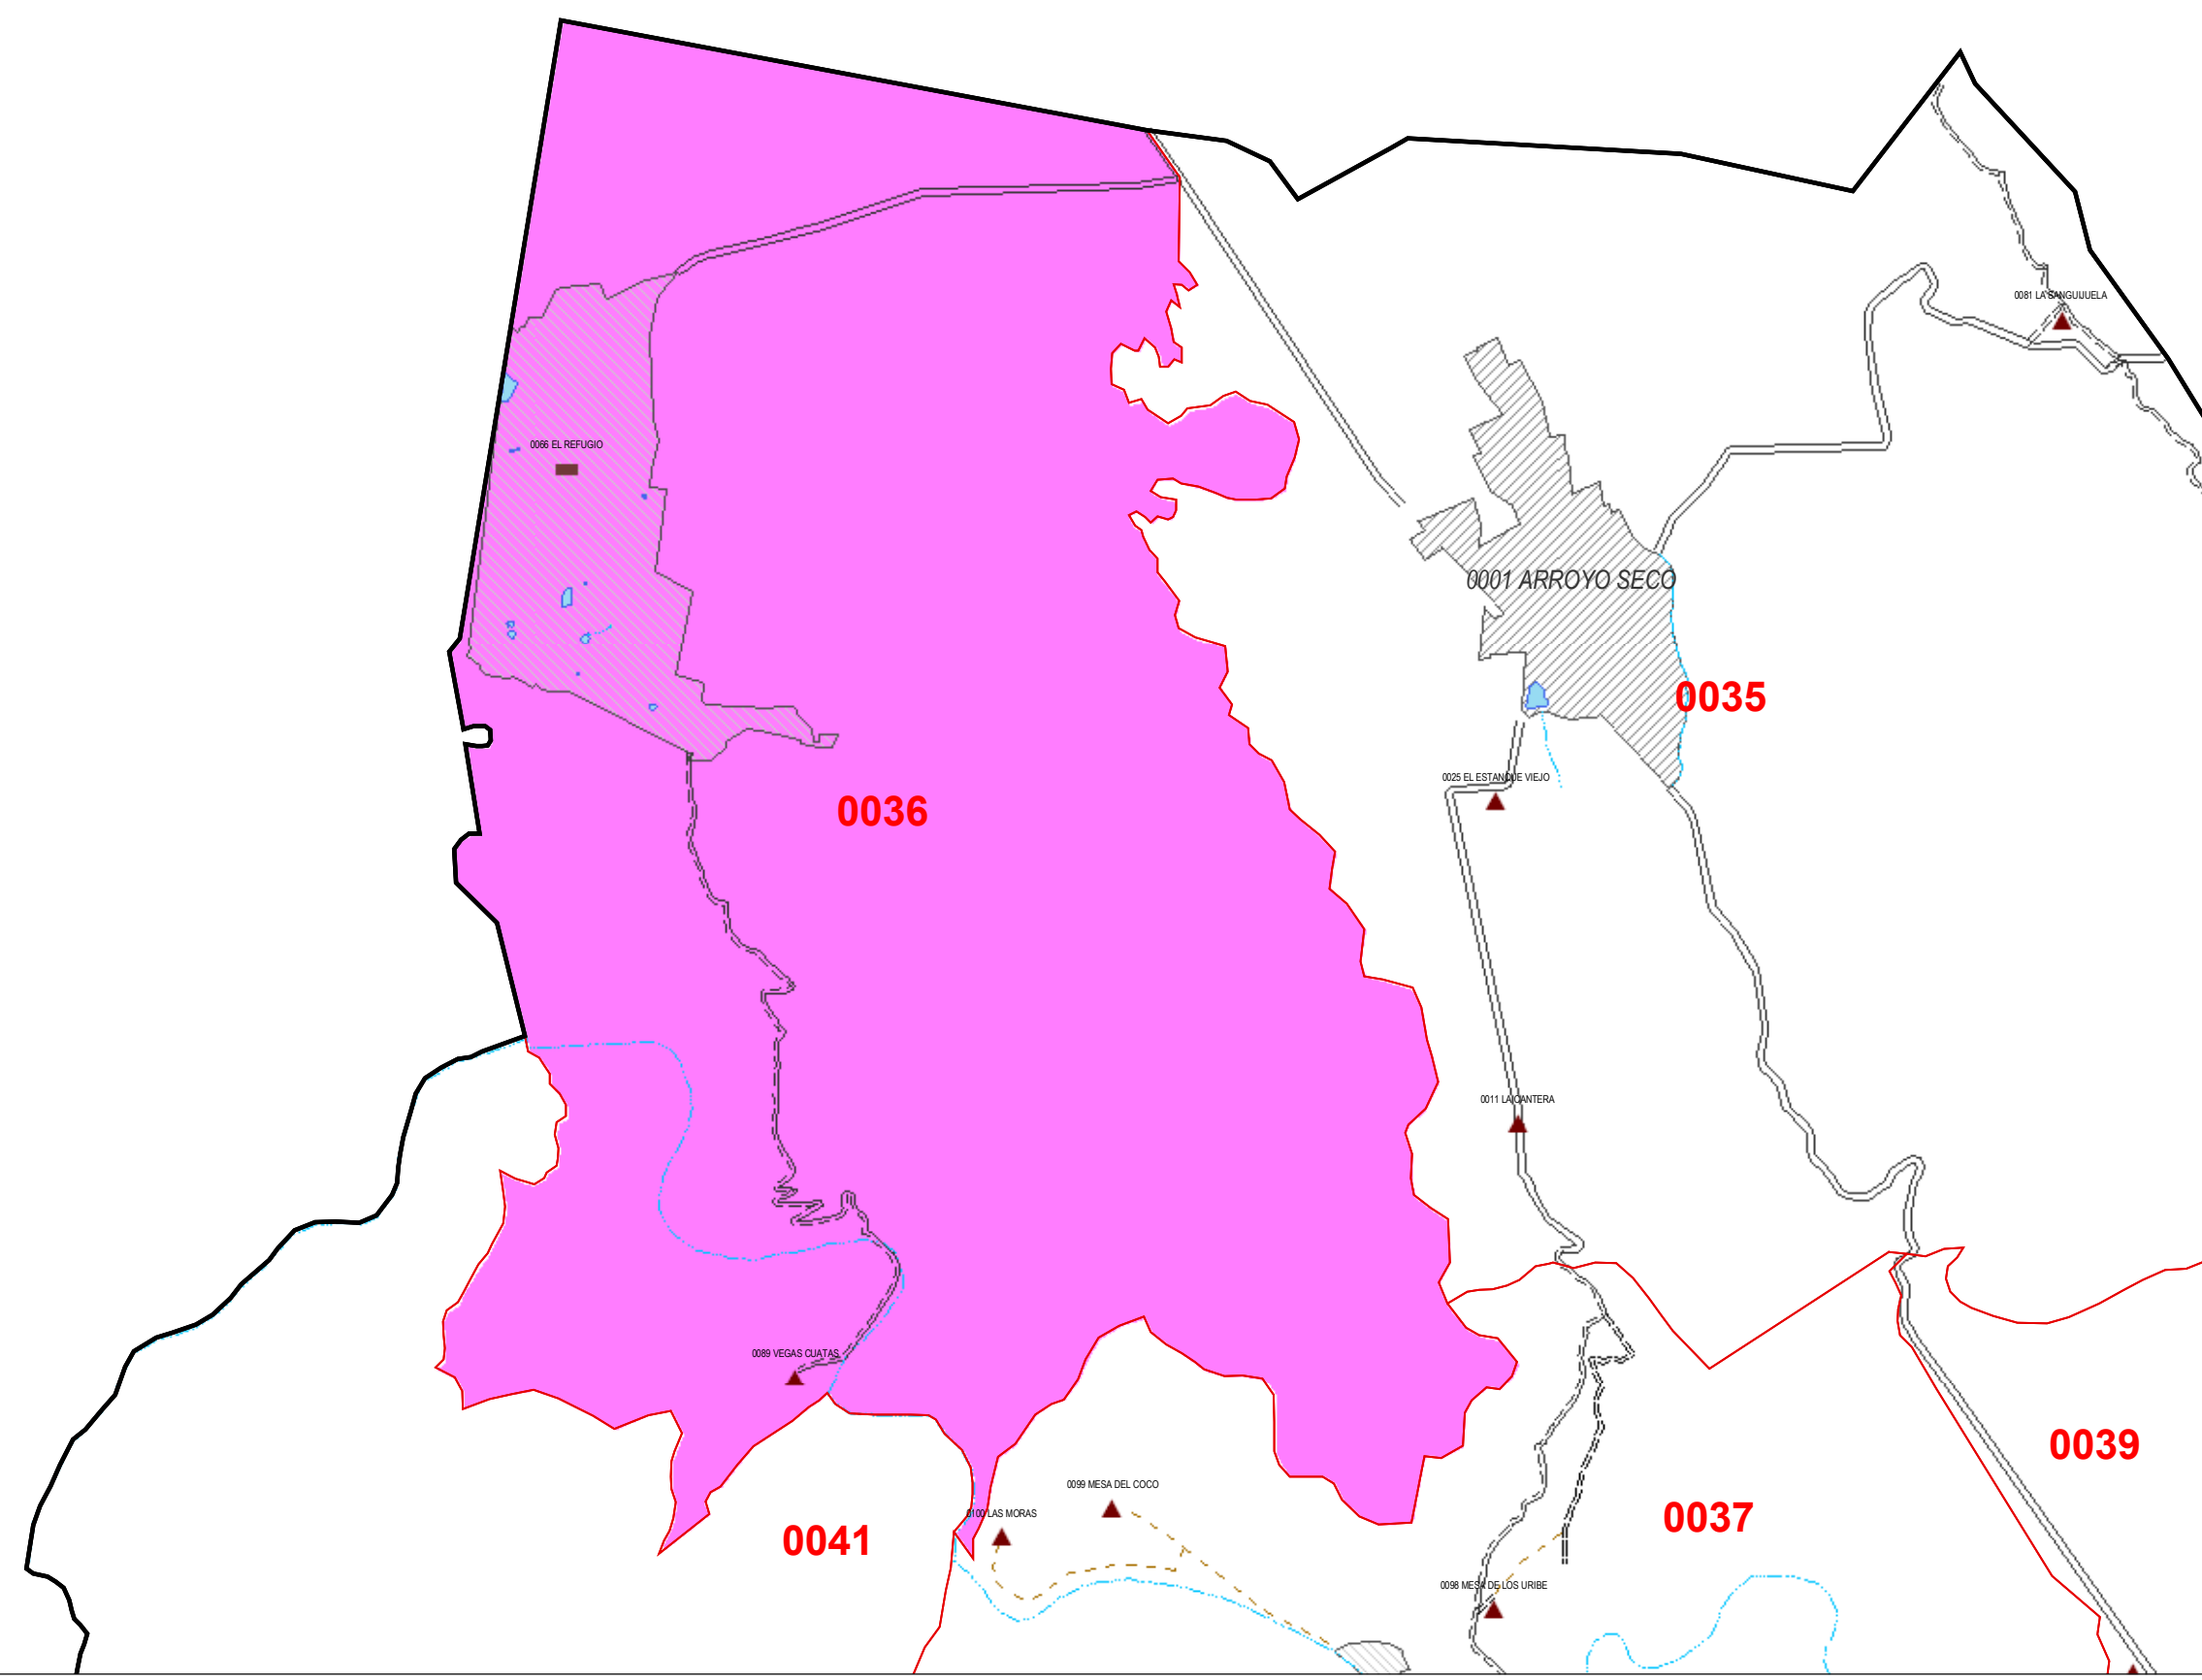 0081 LA SANGUIJUELA
0066 EL REFUGIO
0001 ARROYO SECO
0035
0025 EL ESTANQUE VIEJO
0036
0011 LA CANTERA
0089 VEGAS CUATAS
0039
0099 MESA DEL COCO
0100 LAS MORAS
0037
0041
0098 MESA DE LOS URIBE